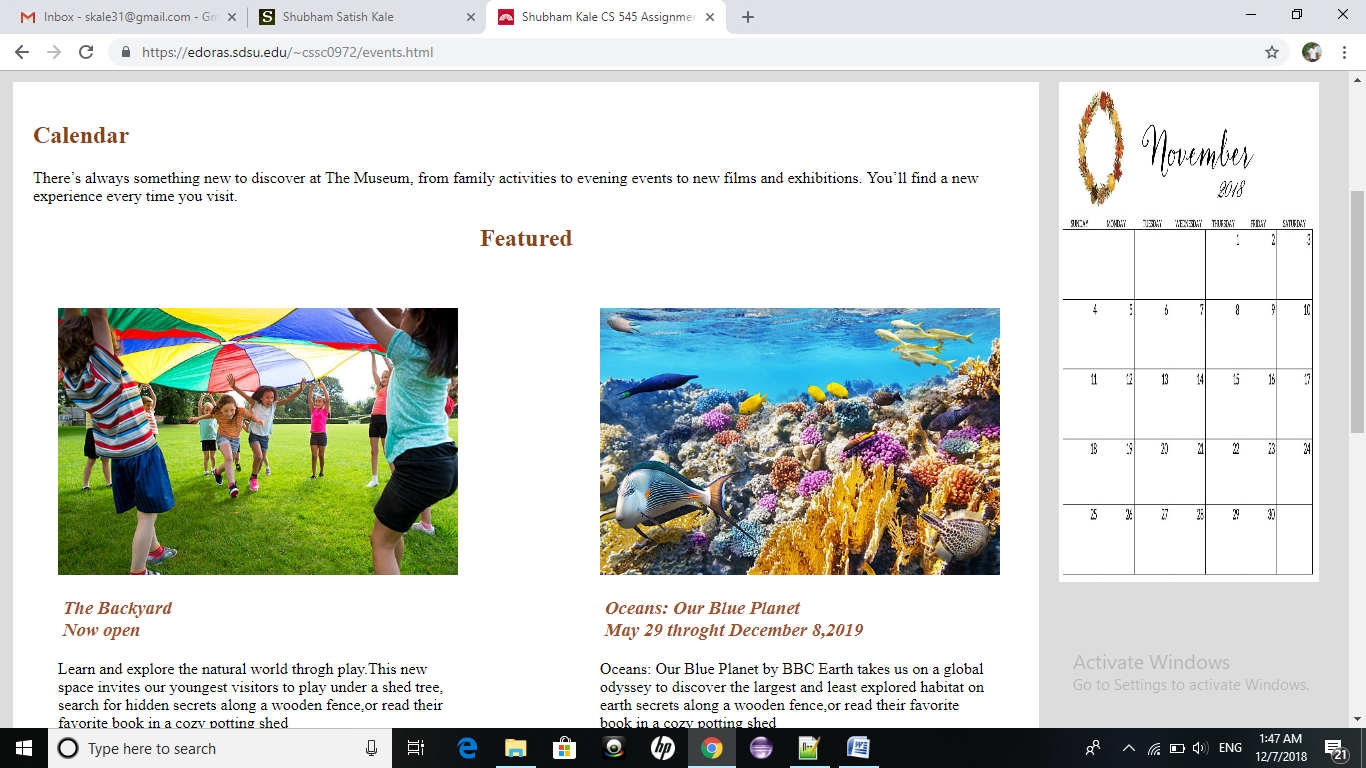 Inbox - skale31@gmail.com - Gm
Shubham Satish Kale
Shubham Kale CS 545 Assignmen
https://edoras.sdsu.edu/~cssc0972/events.html
Calendar
There’s always something new to discover at The Museum, from family activities to evening events to new films and exhibitions. You’ll find a new
experience every time you visit.
Featured
The Backyard
Now open
Learn and explore the natural world throgh play.This new
space invites our youngest visitors to play under a shed tree,
search for hidden secrets along a wooden fence,or read their
favorite book in a cozy potting shed
Oceans: Our Blue Planet
May 29 throght December 8,2019
Oceans: Our Blue Planet by BBC Earth takes us on a global
odyssey to discover the largest and least explored habitat on
earth secrets along a wooden fence,or read their favorite
book in a cozy potting shed
November
2018
SUNDAY MONDAY TUESDAY WEDNESDAY THURSDAY FRIDAY SATURDAY
1 2 3
4 5 6 7 8 9 10
11 12 13 14 15 16 17
18 19 20 21 22 23 24
25 26 27 28 29 30
Activate Windows
Go to Settings to activate Windows.
Type here to search
hp
W
ENG
1:47 AM
12/7/2018
21